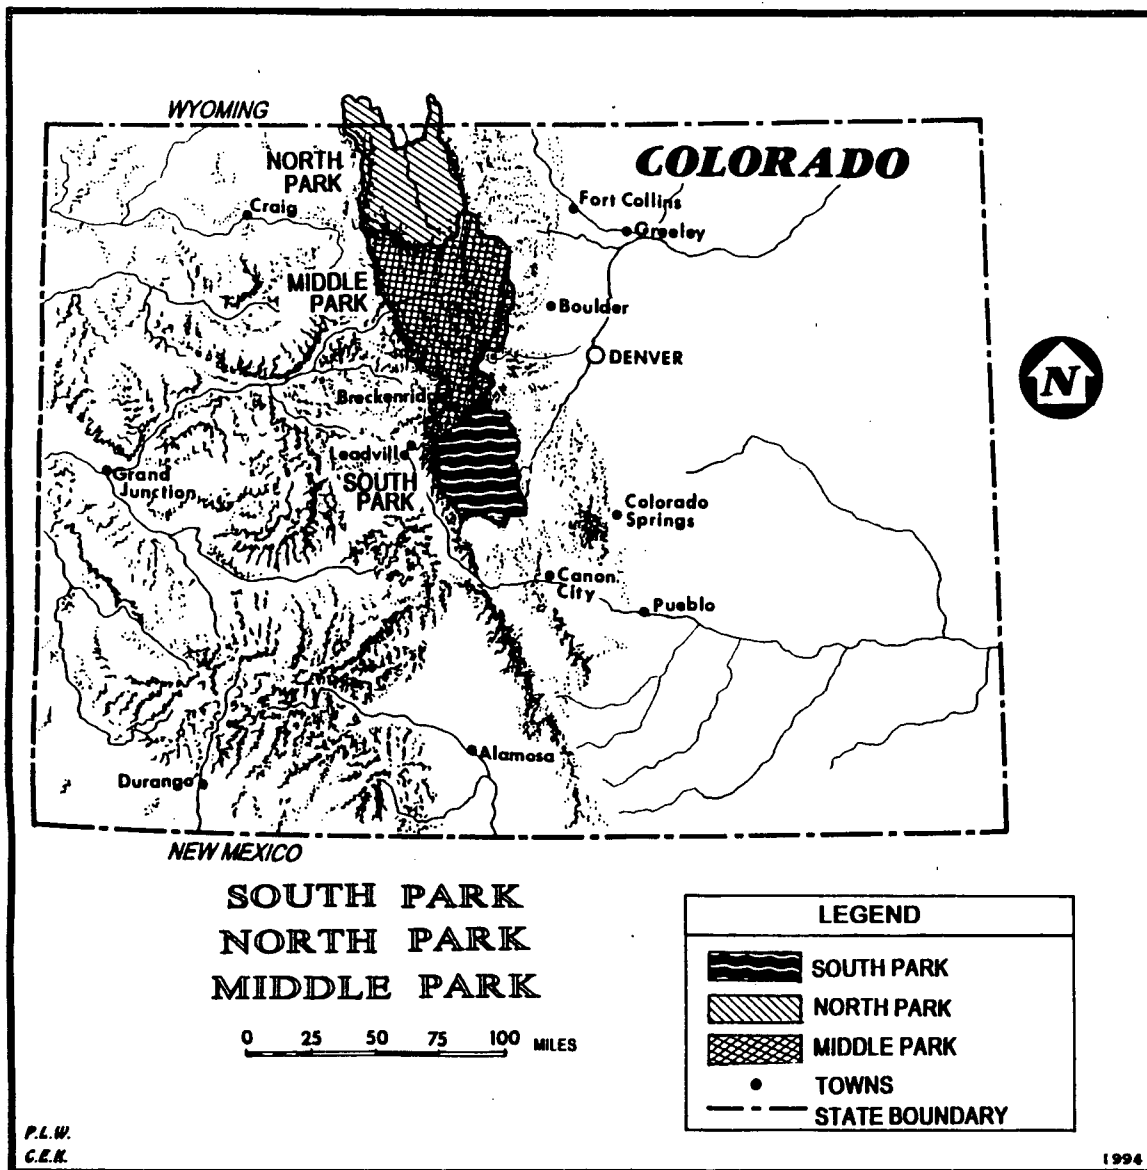 WYOMING
COLORADO
NORTH
PARK
Craig
Fort Collins
Greeley
MIDDLE
PARK
Boulder
DENVER
N
Breckenridge
Leadville
SOUTH
PARK
Grand
Junction
Colorado
Springs
Canon
City
Pueblo
Alamosa
Durango
NEW MEXICO
SOUTH PARK
NORTH PARK
MIDDLE PARK
0 25 50 75 100 MILES
LEGEND
SOUTH PARK
NORTH PARK
MIDDLE PARK
TOWNS
STATE BOUNDARY
P.L.W.
C.E.K.
1994